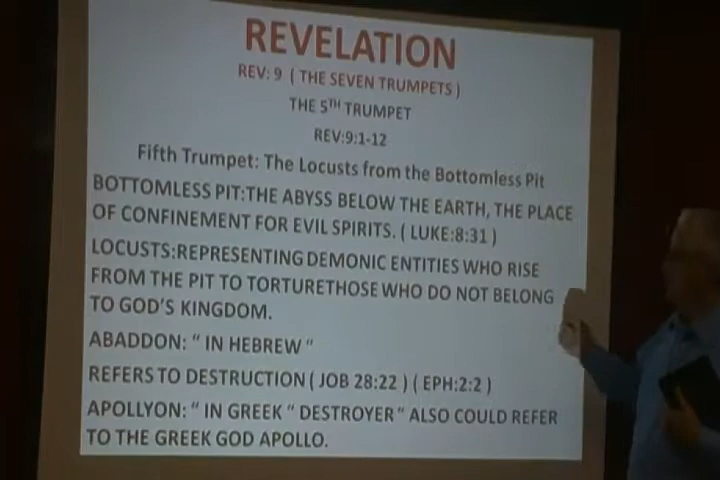 REVELATION
REV: 9 ( THE SEVEN TRUMPETS )
THE 5TH TRUMPET
REV:9:1-12
Fifth Trumpet: The Locusts from the Bottomless Pit
BOTTOMLESS PIT:THE ABYSS BELOW THE EARTH, THE PLACE
OF CONFINEMENT FOR EVIL SPIRITS. ( LUKE:8:31 )
LOCUSTS:REPRESENTING DEMONIC ENTITIES WHO RISE
FROM THE PIT TO TORTURETHOSE WHO DO NOT BELONG
TO GOD'S KINGDOM.
ABADDON: “ IN HEBREW “
REFERS TO DESTRUCTION ( JOB 28:22 ) ( EPH:2:2 )
APOLLYON: “ IN GREEK “ DESTROYER “ ALSO COULD REFER
TO THE GREEK GOD APOLLO.